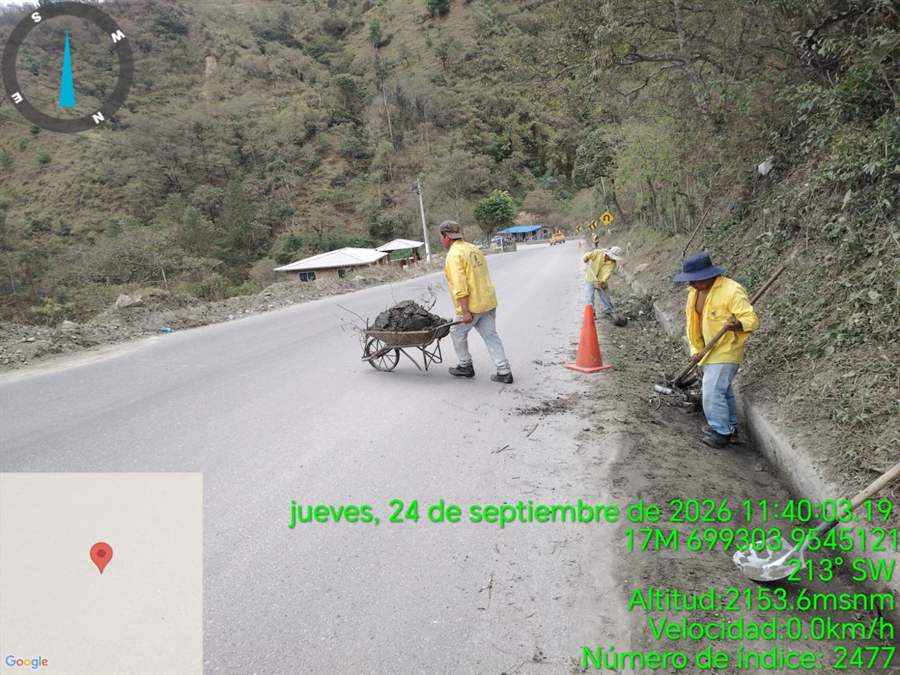 S
W
E
N
jueves, 24 de septiembre de 2026 11:40:03.19
17M 699303 9545121
213° SW
Altitud:2153.6msnm
Velocidad:0.0km/h
Número de índice: 2477
Google